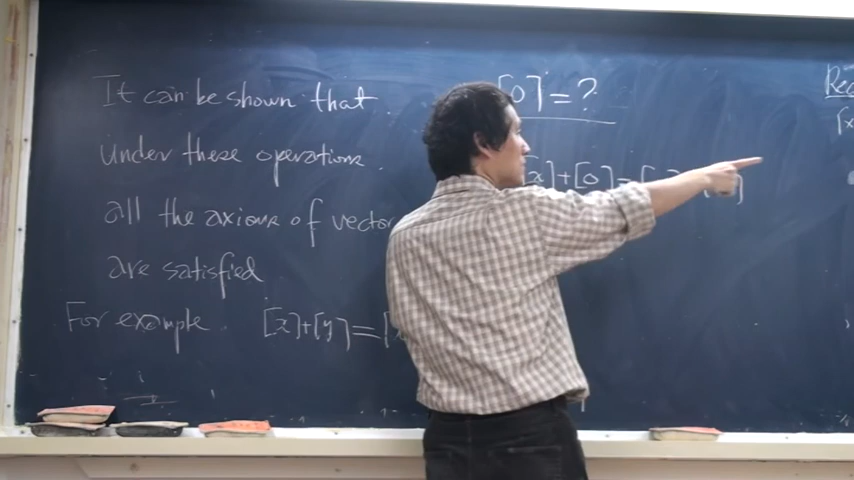 It can be shown that
under these operations.
all the axioms of vector
are satisfied
For example. [x]+[y]=[
[0]=?
[x]+[0]=[
Rec